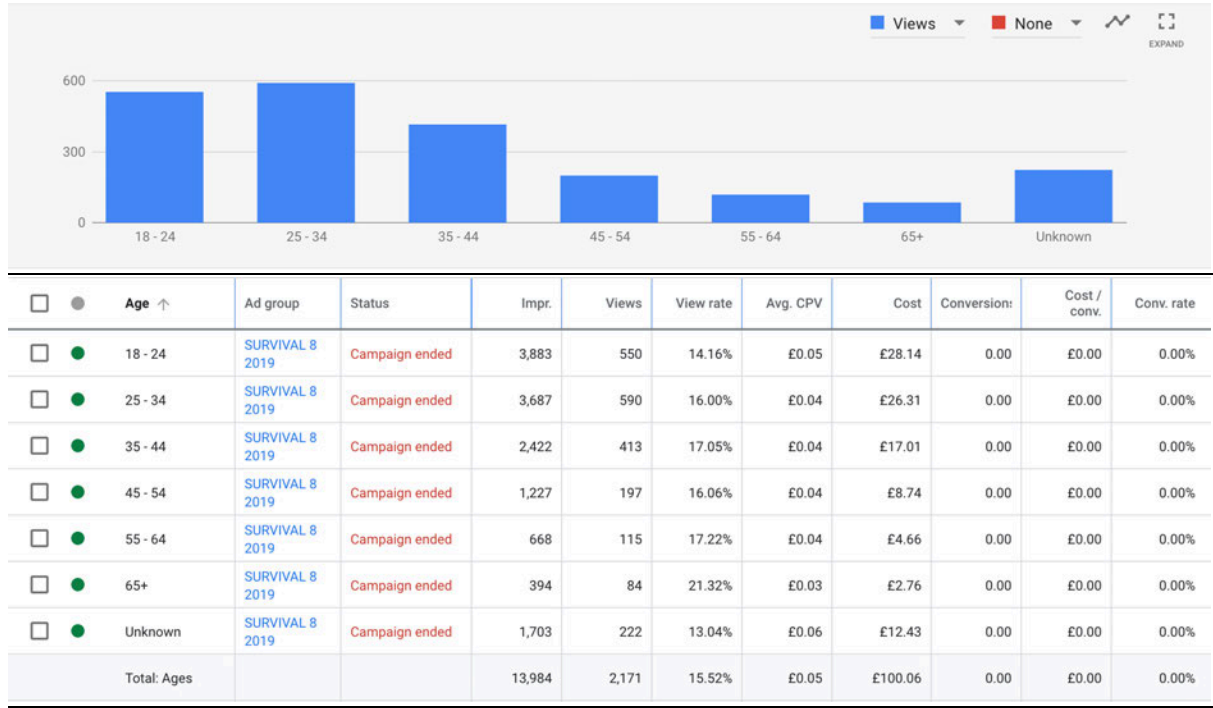 Views None
EXPAND
600
300
0
18 - 24 25 - 34 35 - 44 45 - 54 55 - 64 65+ Unknown
Age ↑ Ad group Status Impr. Views View rate Avg. CPV Cost Conversions Cost / conv. Conv. rate
18 - 24 SURVIVAL 8 2019 Campaign ended 3,883 550 14.16% £0.05 £28.14 0.00 £0.00 0.00%
25 - 34 SURVIVAL 8 2019 Campaign ended 3,687 590 16.00% £0.04 £26.31 0.00 £0.00 0.00%
35 - 44 SURVIVAL 8 2019 Campaign ended 2,422 413 17.05% £0.04 £17.01 0.00 £0.00 0.00%
45 - 54 SURVIVAL 8 2019 Campaign ended 1,227 197 16.06% £0.04 £8.74 0.00 £0.00 0.00%
55 - 64 SURVIVAL 8 2019 Campaign ended 668 115 17.22% £0.04 £4.66 0.00 £0.00 0.00%
65+ SURVIVAL 8 2019 Campaign ended 394 84 21.32% £0.03 £2.76 0.00 £0.00 0.00%
Unknown SURVIVAL 8 2019 Campaign ended 1,703 222 13.04% £0.06 £12.43 0.00 £0.00 0.00%
Total: Ages 13,984 2,171 15.52% £0.05 £100.06 0.00 £0.00 0.00%